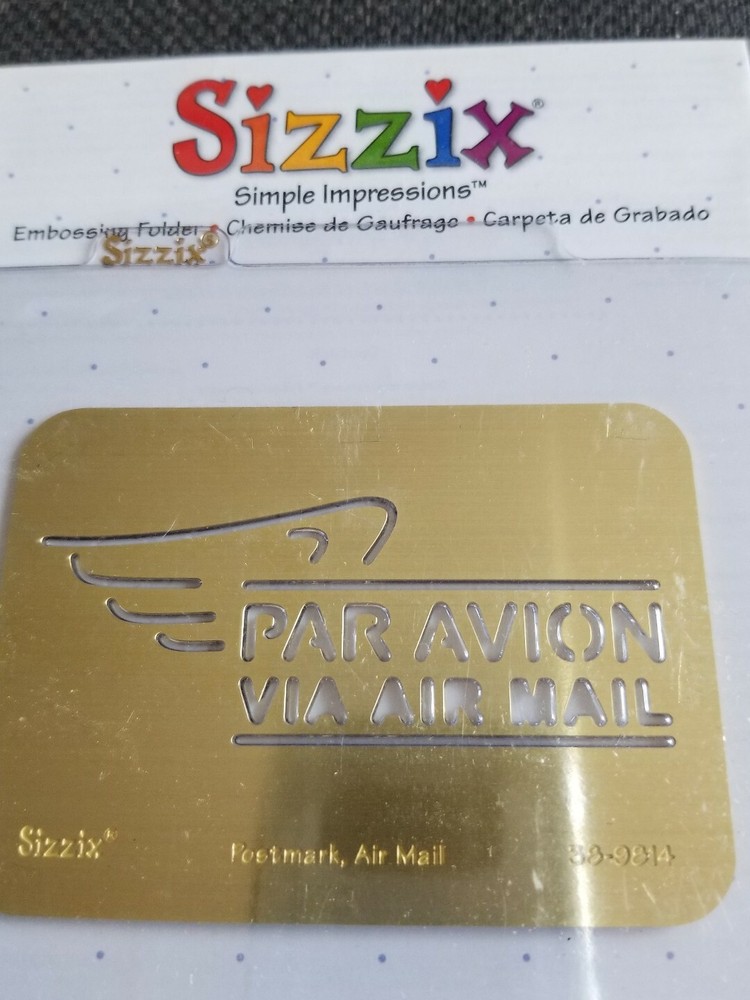 Sizzix®
Simple Impressions™
Embossing Folder • Chemise de Gaufrage • Carpeta de Grabado
Sizzix®
PAR AVION
VIA AIR MAIL
Sizzix® Postmark, Air Mail 38-9814